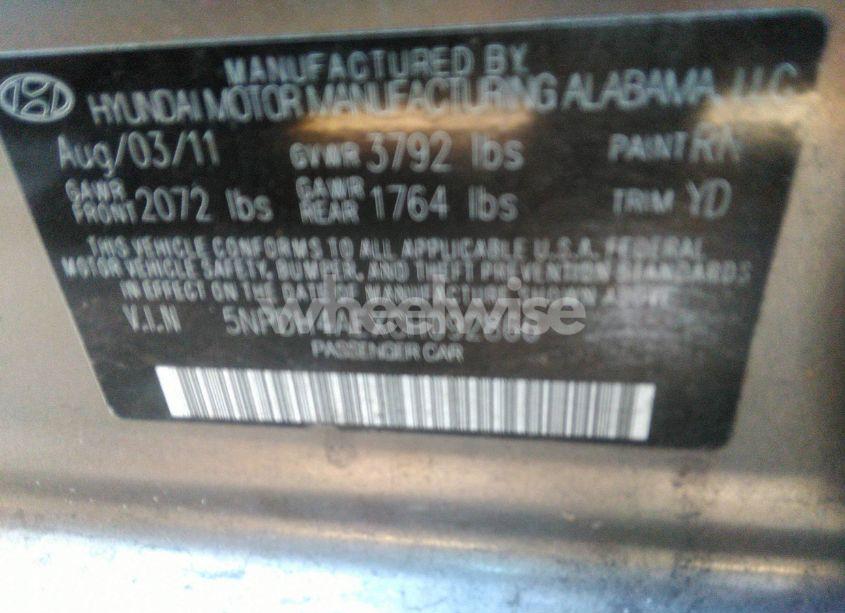 MANUFACTURED BY
HYUNDAI MOTOR MANUFACTURING ALABAMA, LLC
Aug/03/11 GVWR 3792 lbs PAINT
GAWR FRONT 2072 lbs GAWR REAR 1764 lbs TRIM YD
THIS VEHICLE CONFORMS TO ALL APPLICABLE U.S.A. FEDERAL
MOTOR VEHICLE SAFETY, BUMPER, AND THEFT PREVENTION STANDARDS
IN EFFECT ON THE DATE OF MANUFACTURE SHOWN ABOVE.
V.I.N
wheelwise
PASSENGER CAR